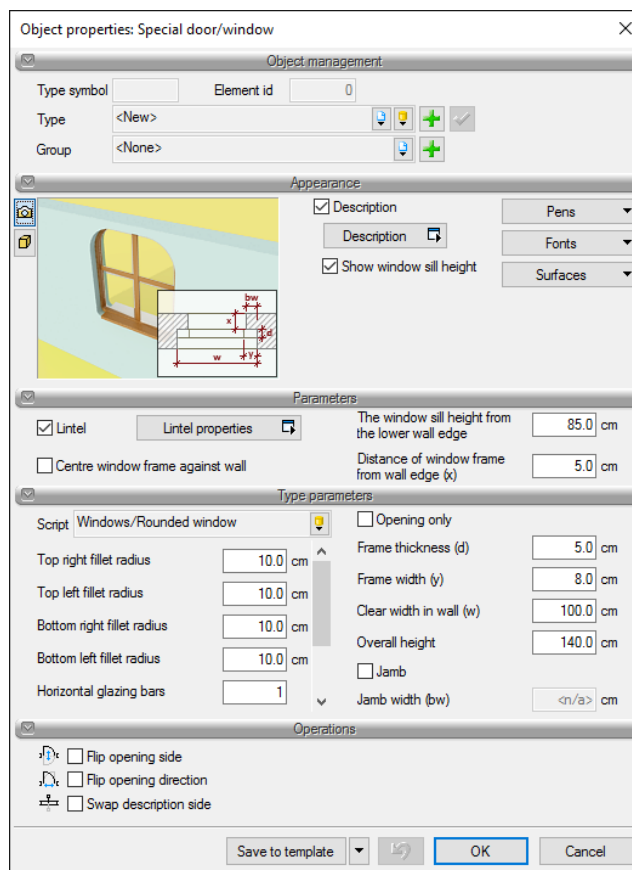 Object properties: Special door/window
Object management
Type symbol
Element id 0
Type <New>
Group <None>
Appearance
Description
Description
Show window sill height
Pens
Fonts
Surfaces
bw
x
d
w
y
Parameters
Lintel
Lintel properties
Centre window frame against wall
The window sill height from
the lower wall edge
85.0 cm
Distance of window frame
from wall edge (x)
5.0 cm
Type parameters
Script Windows/Rounded window
Top right fillet radius 10.0 cm
Top left fillet radius 10.0 cm
Bottom right fillet radius 10.0 cm
Bottom left fillet radius 10.0 cm
Horizontal glazing bars 1
Opening only
Frame thickness (d) 5.0 cm
Frame width (y) 8.0 cm
Clear width in wall (w) 100.0 cm
Overall height 140.0 cm
Jamb
Jamb width (bw) <n/a> cm
Operations
Flip opening side
Flip opening direction
Swap description side
Save to template
OK
Cancel